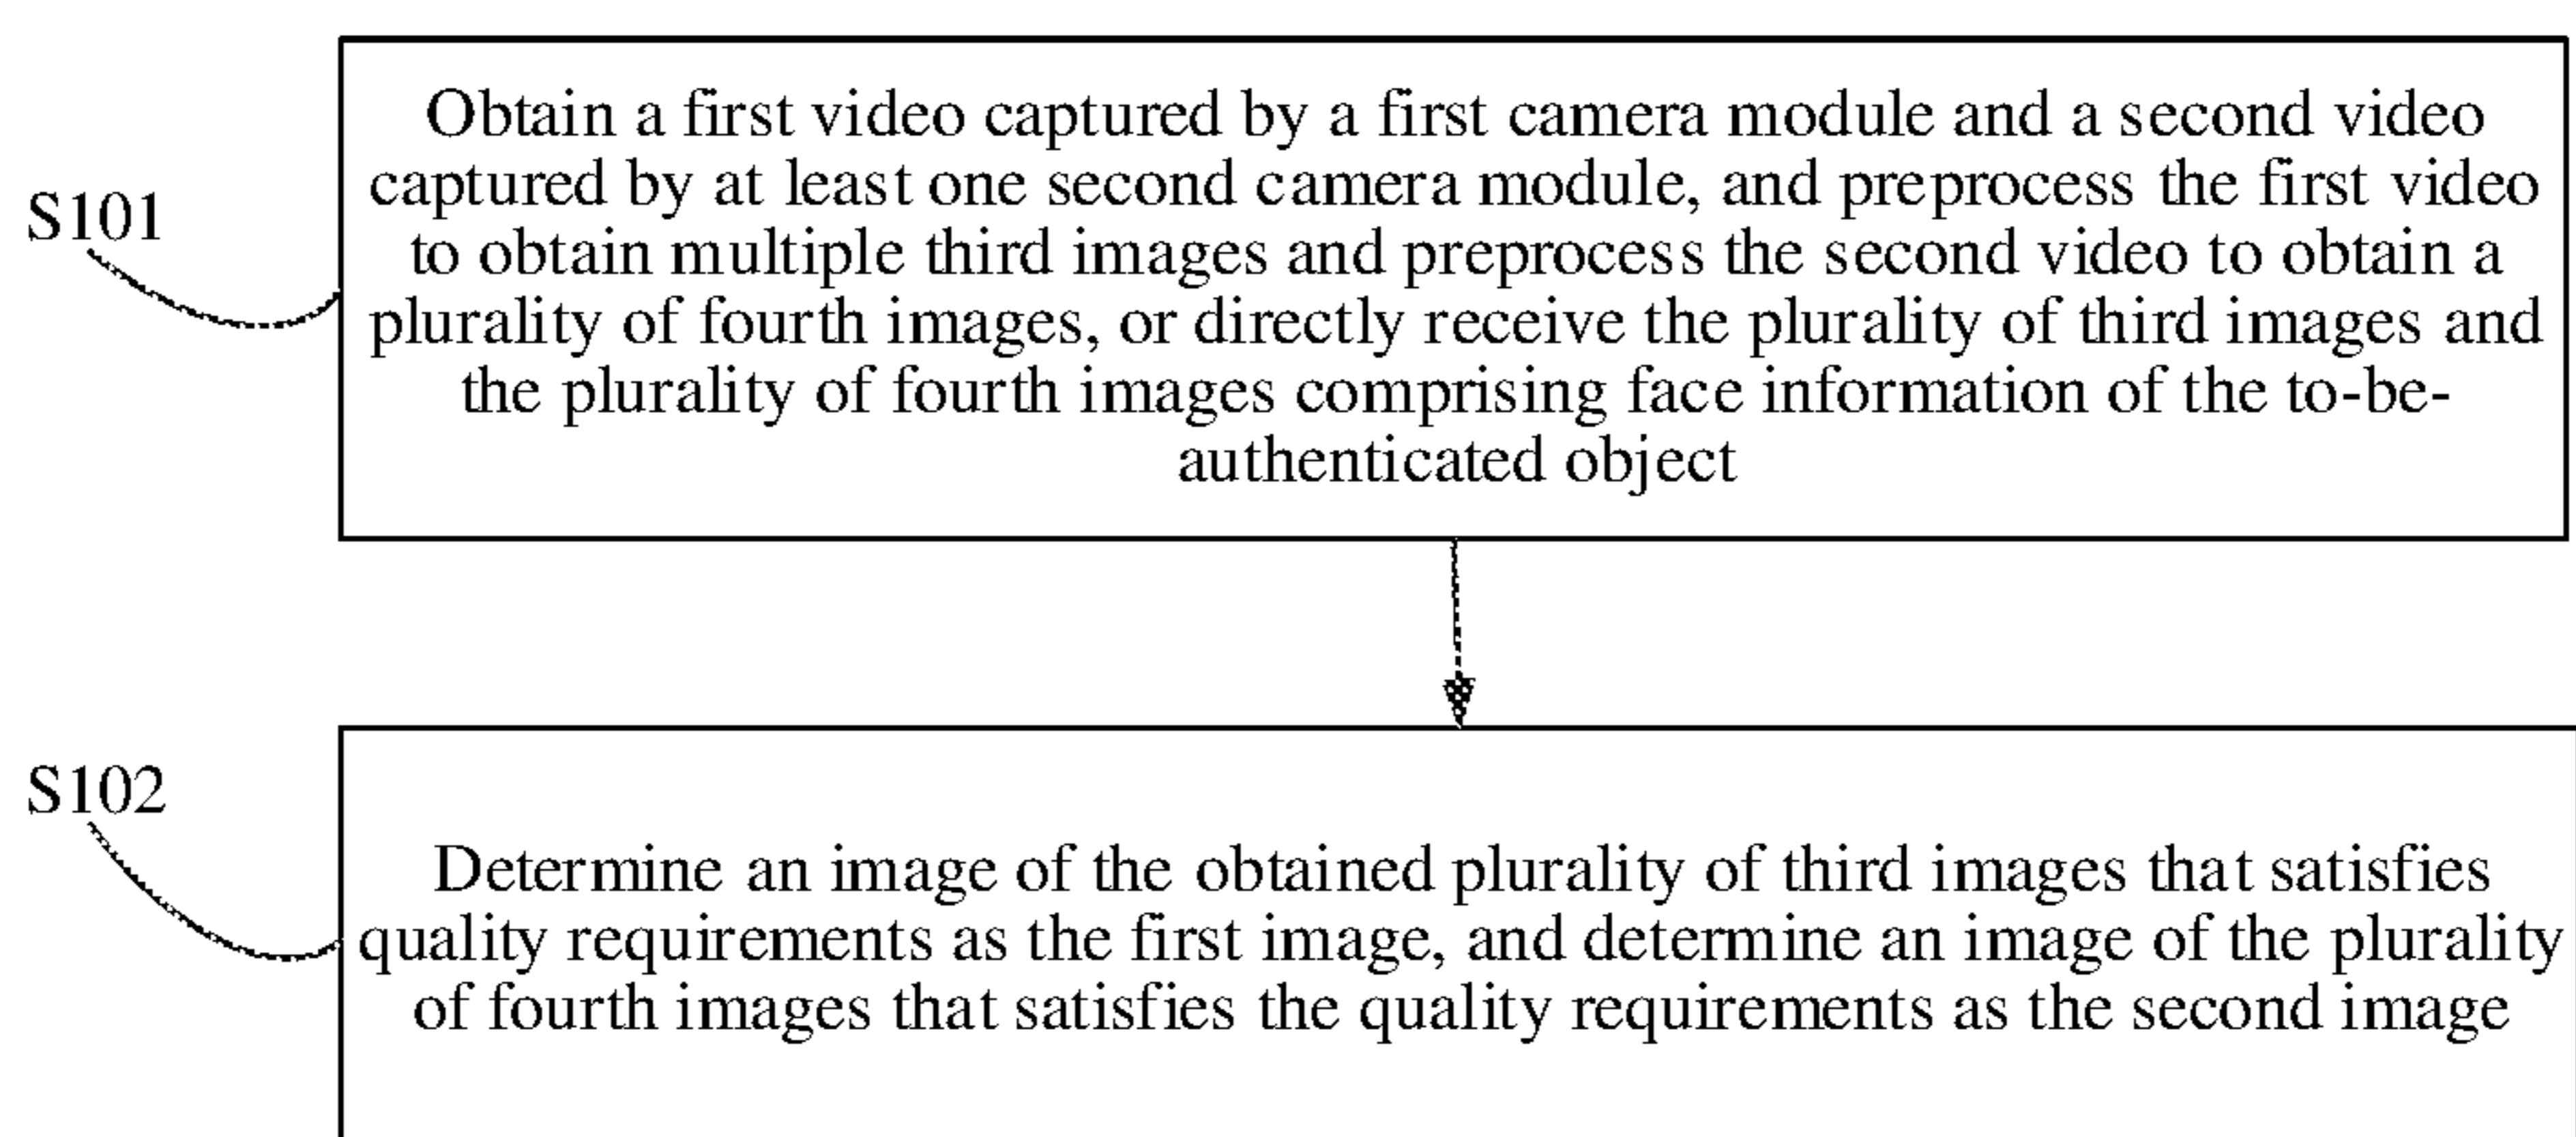 S101
Obtain a first video captured by a first camera module and a second video
captured by at least one second camera module, and preprocess the first video
to obtain multiple third images and preprocess the second video to obtain a
plurality of fourth images, or directly receive the plurality of third images and
the plurality of fourth images comprising face information of the to-be-
authenticated object
S102
Determine an image of the obtained plurality of third images that satisfies
quality requirements as the first image, and determine an image of the plurality
of fourth images that satisfies the quality requirements as the second image